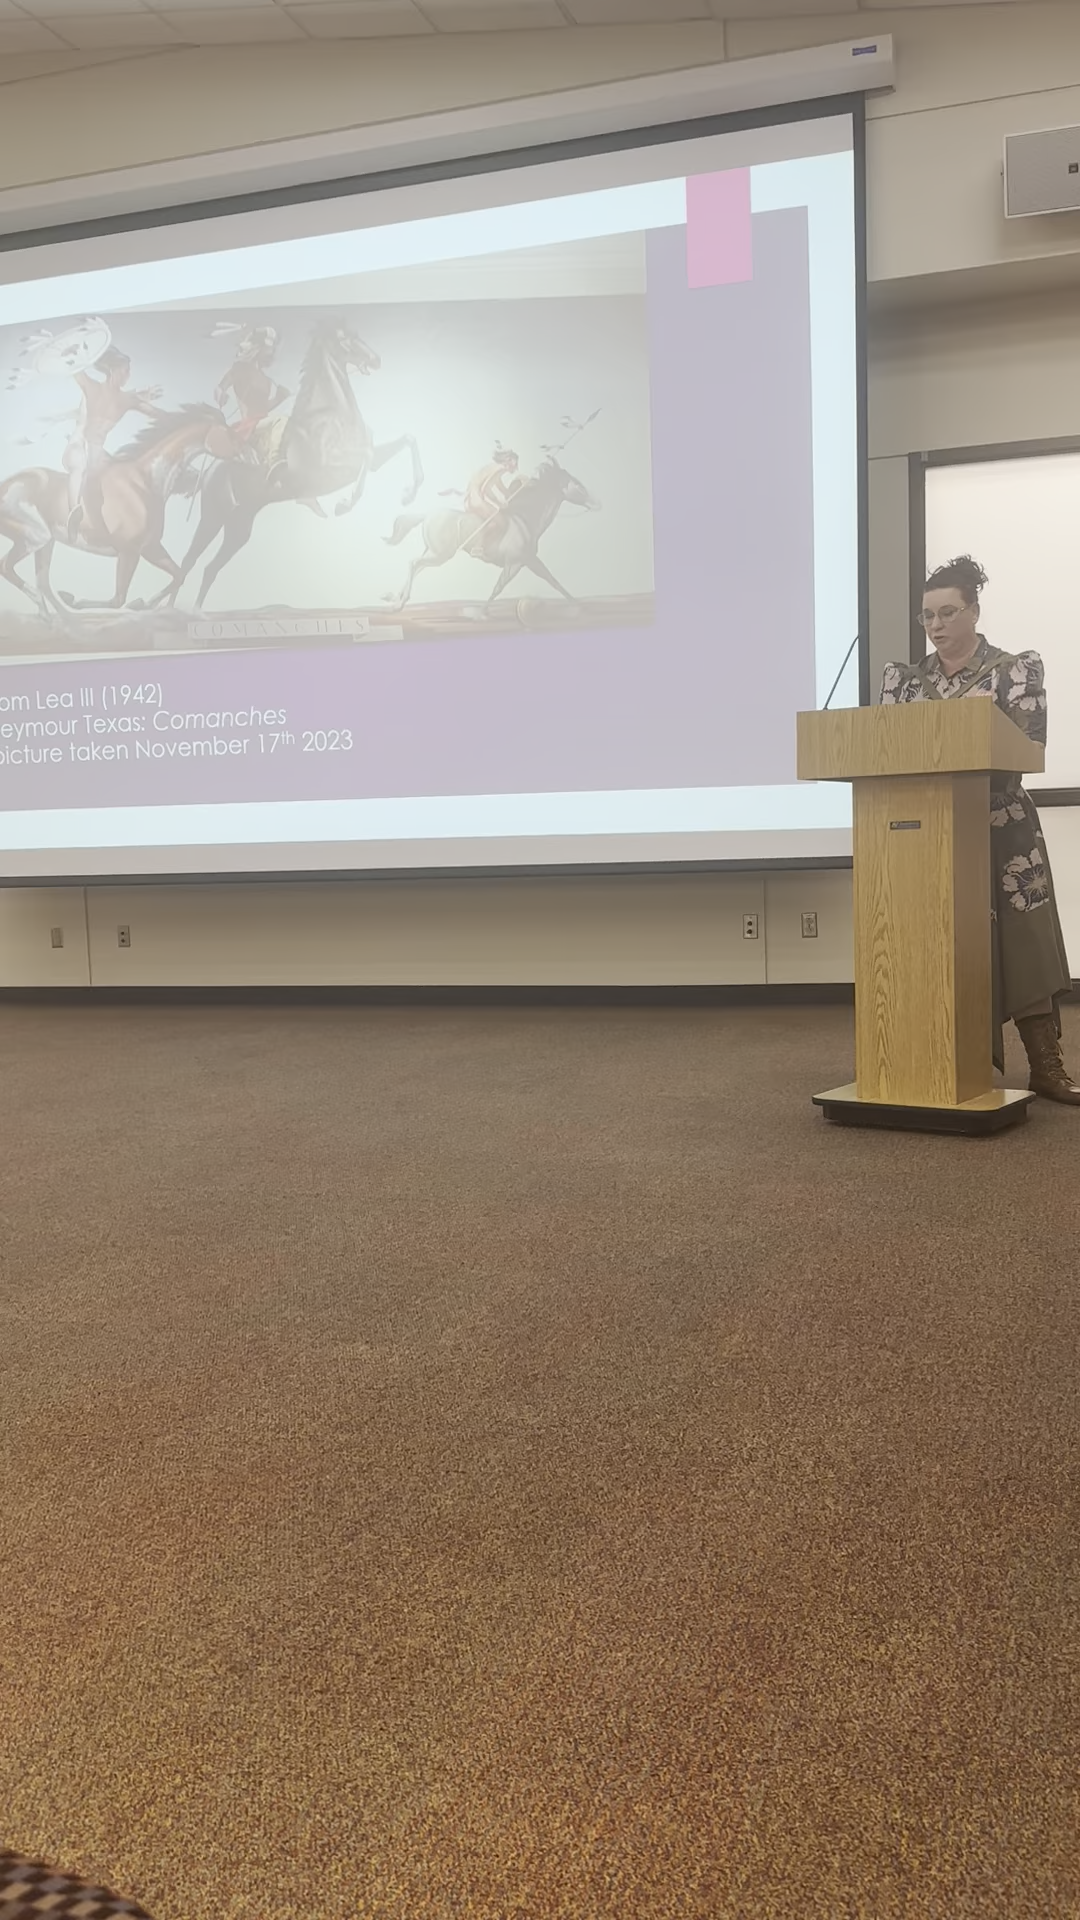 COMANCHES
om Lea III (1942)
eymour Texas: Comanches
picture taken November 17th 2023